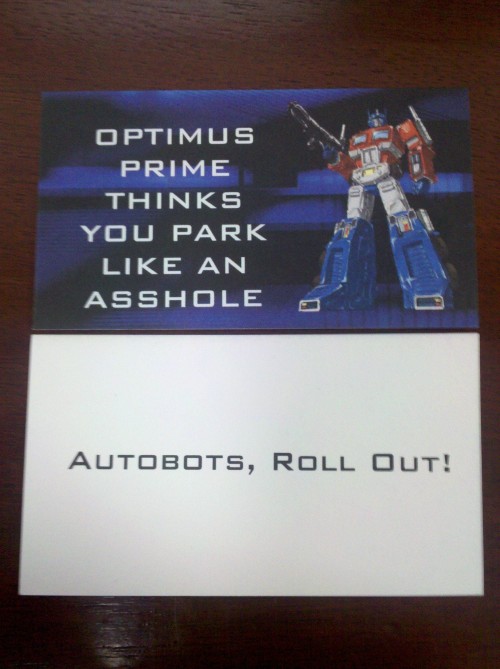 OPTIMUS
PRIME
THINKS
YOU PARK
LIKE AN
ASSHOLE
AUTOBOTS, ROLL OUT!